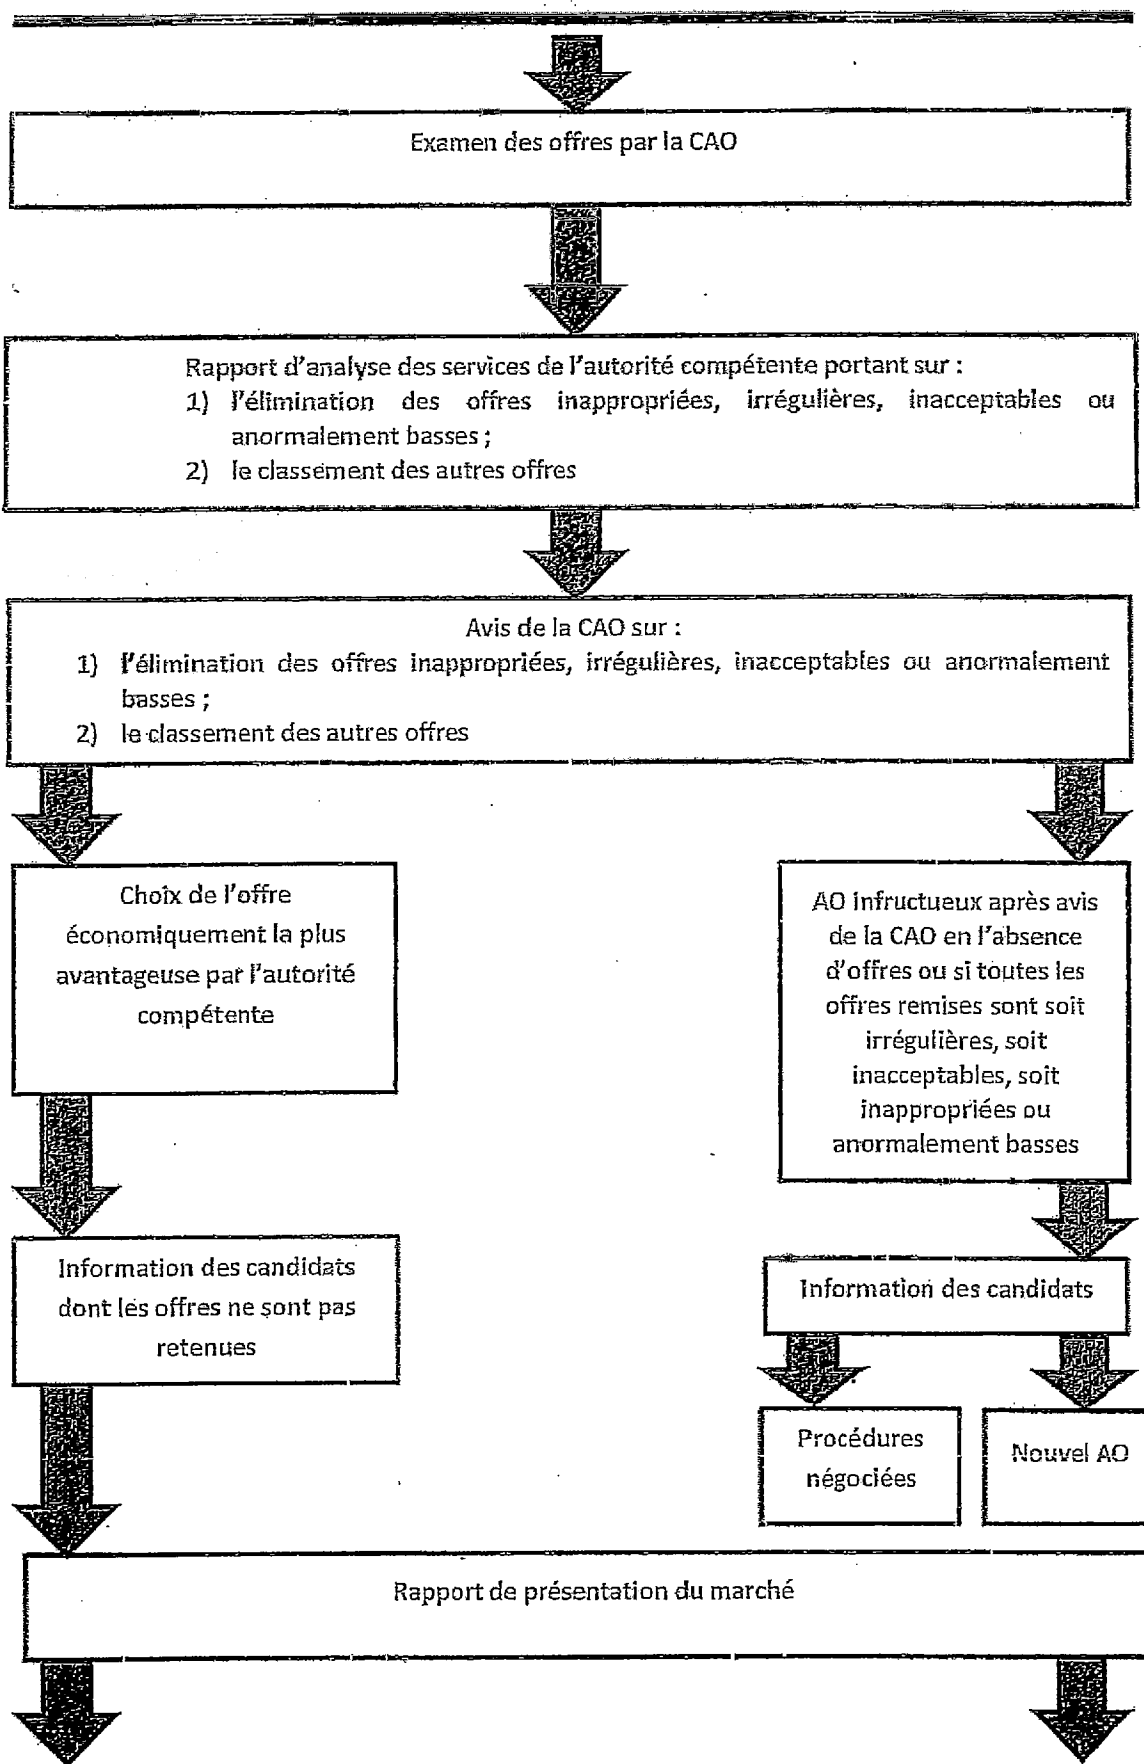 Examen des offres par la CAO
Rapport d'analyse des services de l'autorité compétente portant sur :
1) l'élimination des offres inappropriées, irrégulières, inacceptables ou
anormalement basses ;
2) le classement des autres offres
Avis de la CAO sur :
1) l'élimination des offres inappropriées, irrégulières, inacceptables ou anormalement
basses ;
2) le classement des autres offres
Choix de l'offre
économiquement la plus
avantageuse par l'autorité
compétente
AO infructueux après avis
de la CAO en l'absence
d'offres ou si toutes les
offres remises sont soit
irrégulières, soit
inacceptables, soit
inappropriées ou
anormalement basses
Information des candidats
dont les offres ne sont pas
retenues
Information des candidats
Procédures
négociées
Nouvel AO
Rapport de présentation du marché